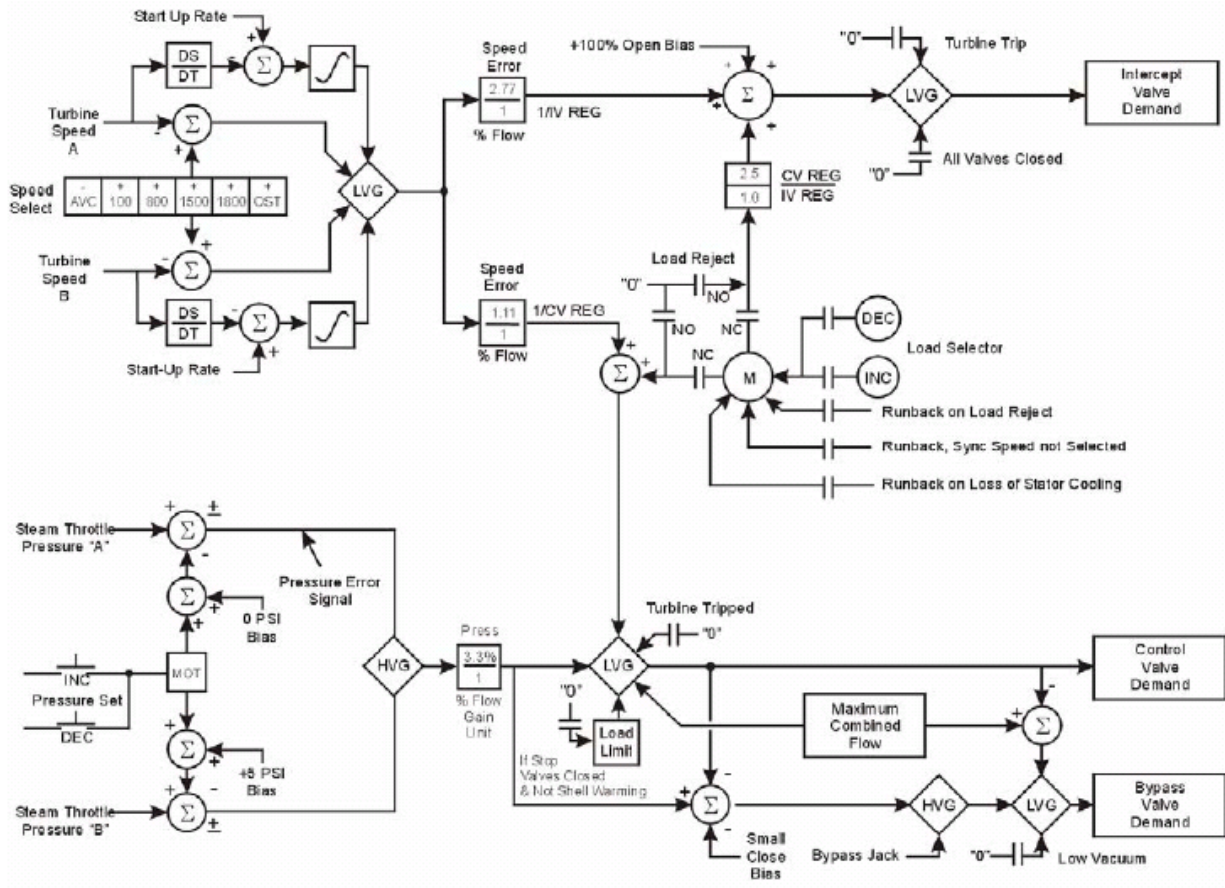 Start Up Rate
DS
DT
Σ
Turbine
Speed
A
Σ
Speed
Select
-
AVC
+
100
+
800
+
1500
+
1800
+
OST
LVG
Turbine
Speed
B
Σ
DS
DT
Σ
Start-Up Rate
Speed
Error
2.77
1
1/IV REG
% Flow
+100% Open Bias
Σ
"0"
Turbine Trip
LVG
Intercept
Valve
Demand
"0"
All Valves Closed
2.5
1.0
CV REG
IV REG
Speed
Error
1.11
1
1/CV REG
% Flow
Load Reject
"0"
NO
NO
NC
NC
Σ
M
DEC
Load Selector
INC
Runback on Load Reject
Runback, Sync Speed not Selected
Runback on Loss of Stator Cooling
Steam Throttle
Pressure "A"
Σ
±
Pressure Error
Signal
Σ
0 PSI
Bias
INC
Pressure Set
DEC
MOT
Σ
+5 PSI
Bias
Steam Throttle
Pressure "B"
Σ
±
HVG
Press
3.3%
1
% Flow
Gain
Unit
Turbine Tripped
"0"
LVG
"0"
Load
Limit
If Stop
Valves Closed
& Not Shell Warming
Maximum
Combined
Flow
Control
Valve
Demand
Σ
Σ
Small
Close
Bias
HVG
Bypass Jack
LVG
"0"
Low Vacuum
Bypass
Valve
Demand